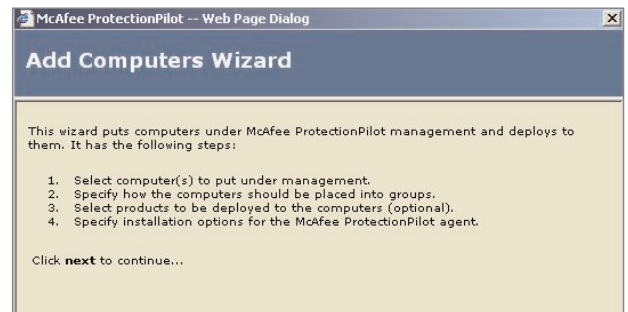 McAfee ProtectionPilot -- Web Page Dialog
Add Computers Wizard
This wizard puts computers under McAfee ProtectionPilot management and deploys to
them. It has the following steps:
1. Select computer(s) to put under management.
2. Specify how the computers should be placed into groups.
3. Select products to be deployed to the computers (optional).
4. Specify installation options for the McAfee ProtectionPilot agent.
Click next to continue...